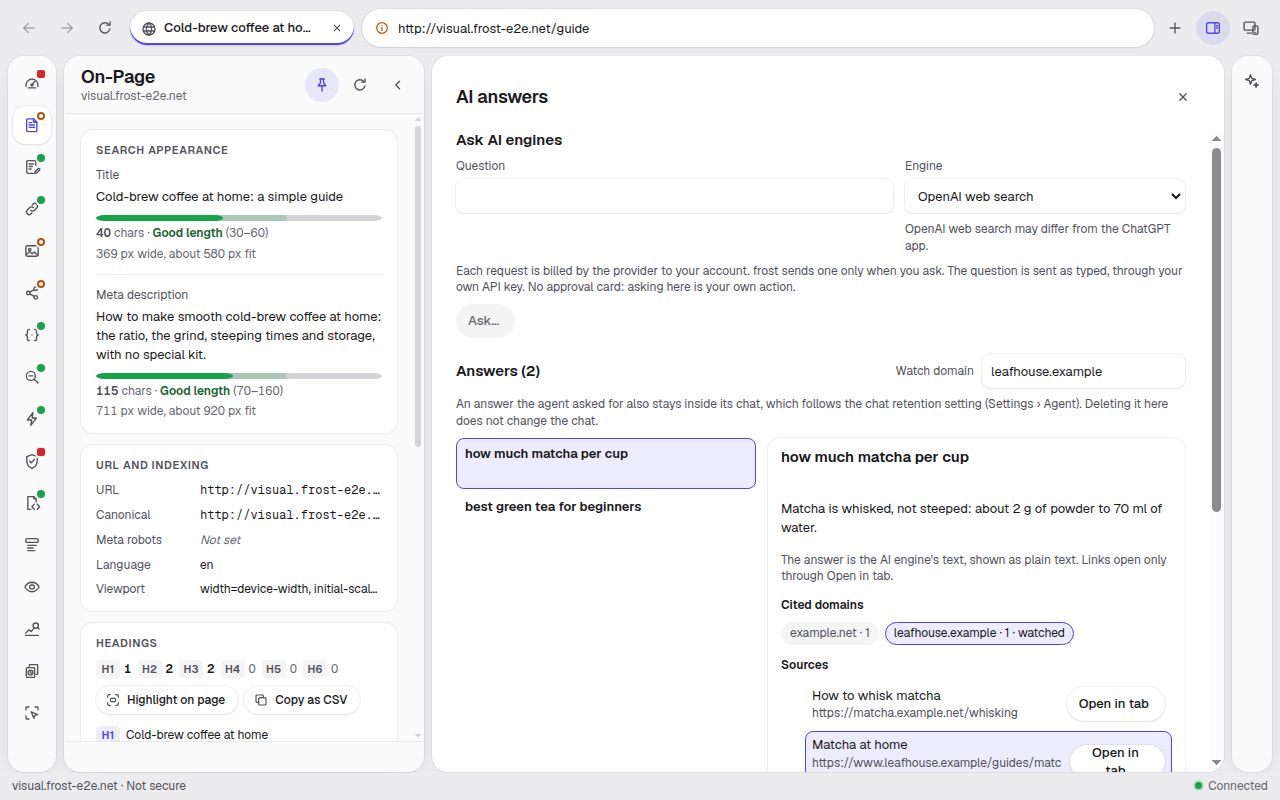 Cold-brew coffee at ho...
http://visual.frost-e2e.net/guide
On-Page
visual.frost-e2e.net
SEARCH APPEARANCE
Title
Cold-brew coffee at home: a simple guide
40 chars · Good length (30–60)
369 px wide, about 580 px fit
Meta description
How to make smooth cold-brew coffee at home:
the ratio, the grind, steeping times and storage,
with no special kit.
115 chars · Good length (70–160)
711 px wide, about 920 px fit
URL AND INDEXING
URL http://visual.frost-e2e.…
Canonical http://visual.frost-e2e.…
Meta robots Not set
Language en
Viewport width=device-width, initial-scal...
HEADINGS
H1 1 H2 2 H3 2 H4 0 H5 0 H6 0
Highlight on page Copy as CSV
H1 Cold-brew coffee at home
AI answers
Ask AI engines
Question Engine
OpenAI web search
OpenAI web search may differ from the ChatGPT
app.
Each request is billed by the provider to your account. frost sends one only when you ask. The question is sent as typed, through your
own API key. No approval card: asking here is your own action.
Ask…
Answers (2) Watch domain leafhouse.example
An answer the agent asked for also stays inside its chat, which follows the chat retention setting (Settings › Agent). Deleting it here
does not change the chat.
how much matcha per cup
best green tea for beginners
how much matcha per cup
Matcha is whisked, not steeped: about 2 g of powder to 70 ml of
water.
The answer is the AI engine's text, shown as plain text. Links open only
through Open in tab.
Cited domains
example.net · 1 leafhouse.example · 1 · watched
Sources
How to whisk matcha
https://matcha.example.net/whisking
Open in tab
Matcha at home
https://www.leafhouse.example/guides/matc
Open in
tab
visual.frost-e2e.net · Not secure
Connected